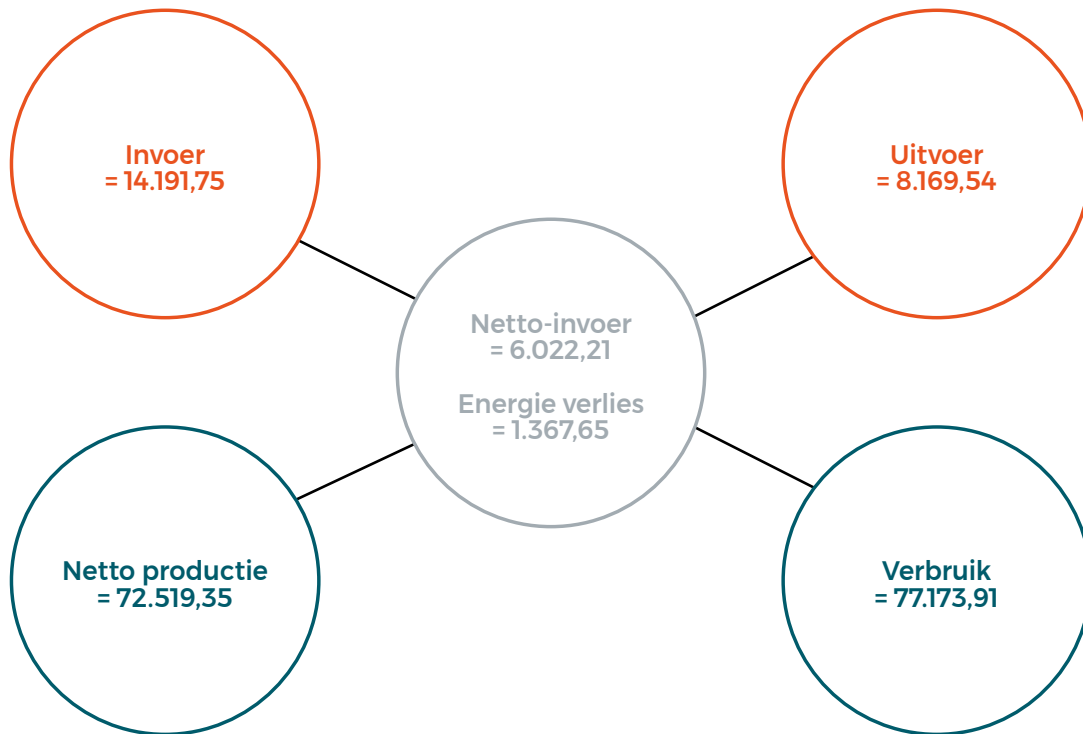 Invoer
= 14.191,75
Uitvoer
= 8.169,54
Netto-invoer
= 6.022,21
Energie verlies
= 1.367,65
Netto productie
= 72.519,35
Verbruik
= 77.173,91